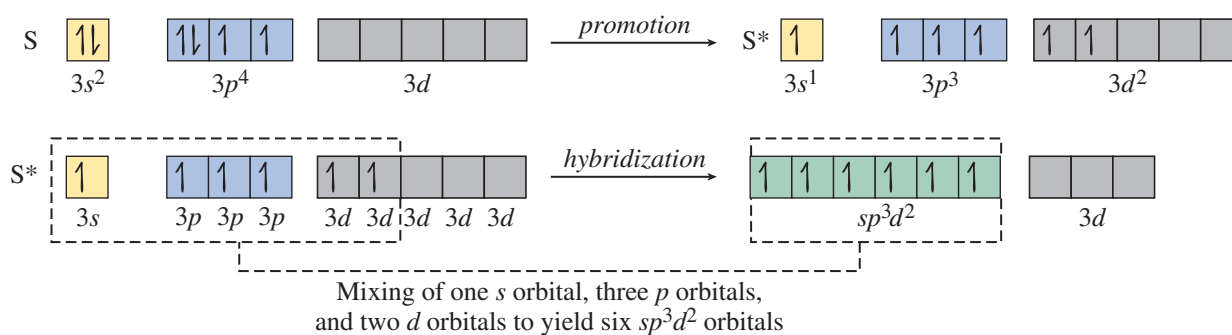 S promotion S*
3s² 3p⁴ 3d 3s¹ 3p³ 3d²
S* hybridization
3s 3p 3p 3p 3d 3d 3d 3d 3d sp³d² 3d
Mixing of one s orbital, three p orbitals,
and two d orbitals to yield six sp³d² orbitals